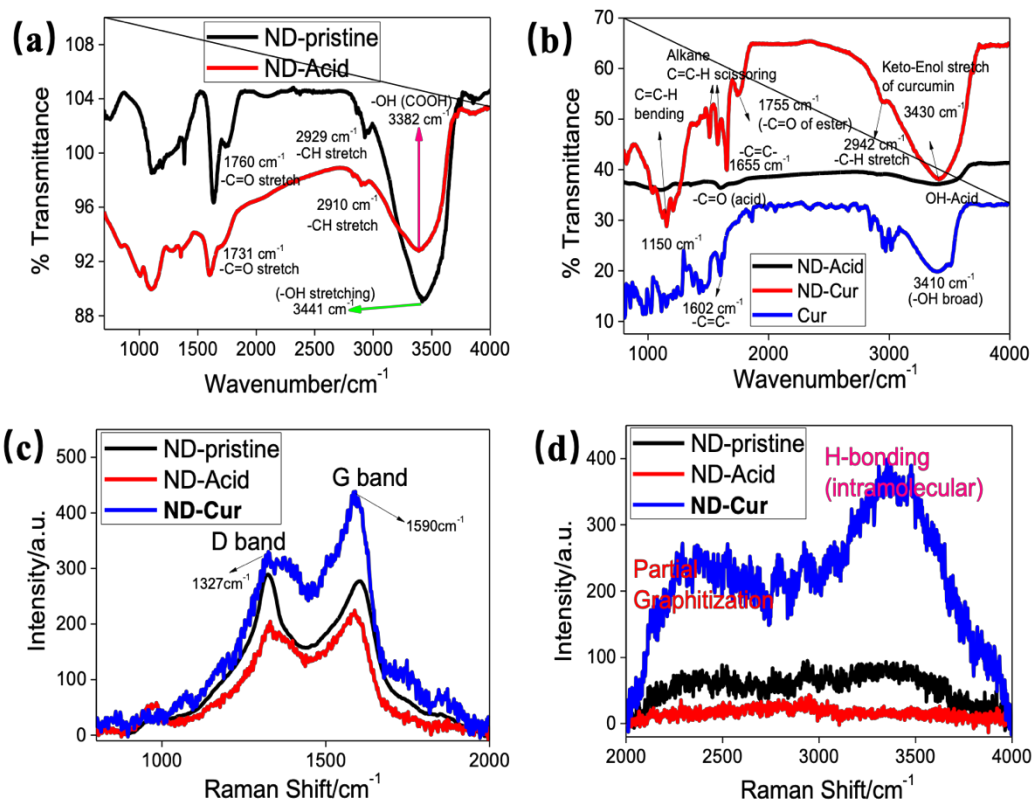 (a)
ND-pristine
ND-Acid
108
104
100
96
92
88
% Transmittance
-OH (COOH)
3382 cm-1
2929 cm-1
-CH stretch
1760 cm-1
-C=O stretch
2910 cm-1
-CH stretch
1731 cm-1
-C=O stretch
(-OH stretching)
3441 cm-1
1000 1500 2000 2500 3000 3500 4000
Wavenumber/cm-1
(b)
70
60
50
40
30
20
10
% Transmittance
Alkane
C=C-H scissoring
C=C-H
bending
1755 cm-1
(-C=O of ester)
Keto-Enol stretch
of curcumin
3430 cm-1
-C=C-
1655 cm-1
2942 cm-1
-C-H stretch
-C=O (acid)
OH-Acid
1150 cm-1
ND-Acid
ND-Cur
Cur
1602 cm-1
-C=C-
3410 cm-1
(-OH broad)
1000 2000 3000 4000
Wavenumber/cm-1
(c)
ND-pristine
ND-Acid
ND-Cur
500
400
300
200
100
0
Intensity/a.u.
G band
1590cm-1
D band
1327cm-1
1000 1500 2000
Raman Shift/cm-1
(d)
ND-pristine
ND-Acid
ND-Cur
400
300
200
100
0
Intensity/a.u.
H-bonding
(intramolecular)
Partial
Graphitization
2000 2500 3000 3500 4000
Raman Shift/cm-1